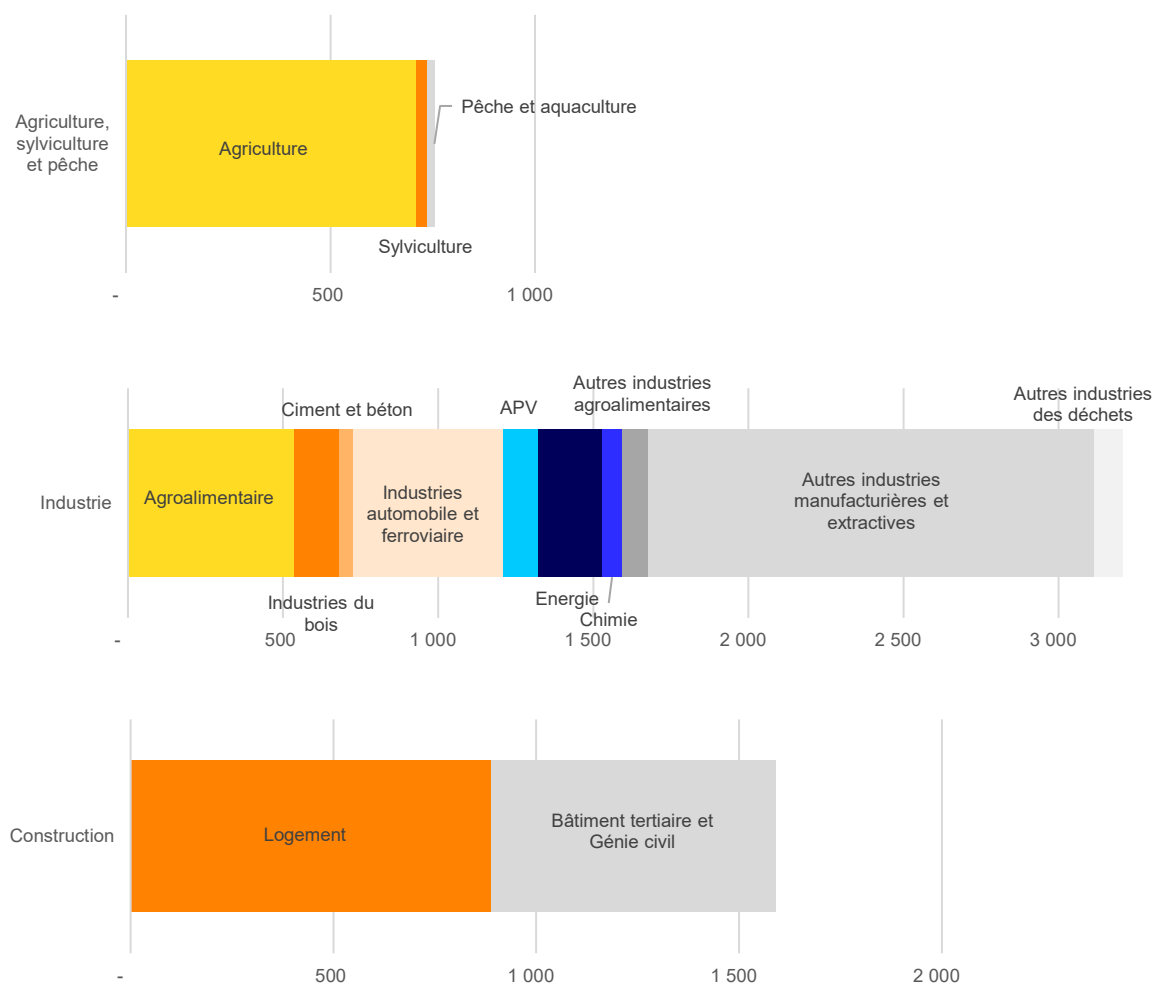 Agriculture,
sylviculture
et pêche
Agriculture
Pêche et aquaculture
Sylviculture
-
500
1 000
Autres industries
agroalimentaires
Autres industries
des déchets
Ciment et béton
APV
Industrie
Agroalimentaire
Industries
automobile et
ferroviaire
Autres industries
manufacturières et
extractives
Industries du
bois
Energie
Chimie
-
500
1 000
1 500
2 000
2 500
3 000
Construction
Logement
Bâtiment tertiaire et
Génie civil
-
500
1 000
1 500
2 000